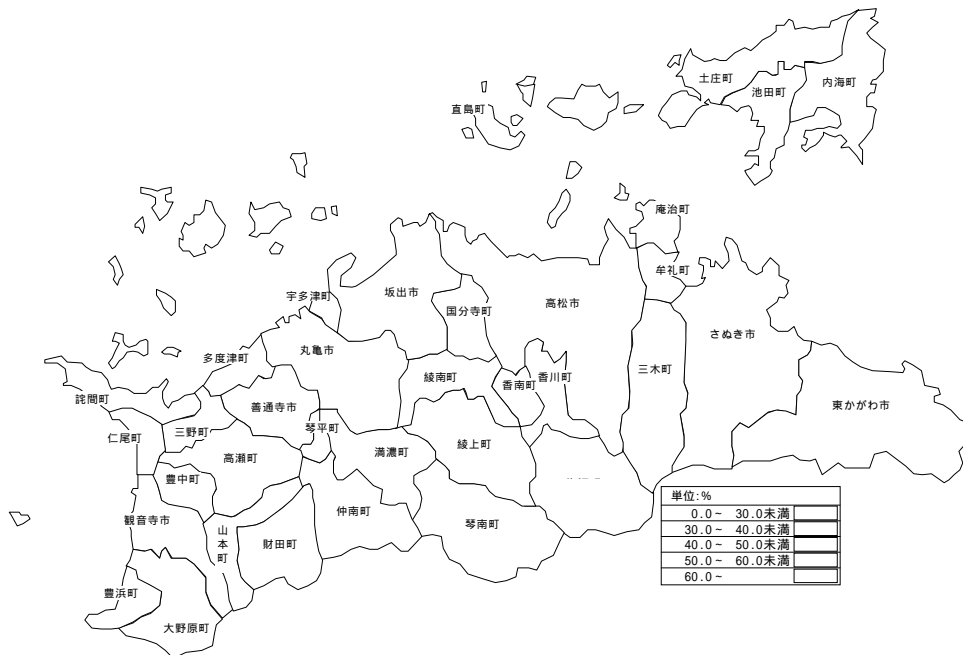 土庄町
内海町
池田町
直島町
庵治町
牟礼町
宇多津町
坂出市
国分寺町
高松市
さぬき市
多度津町
丸亀市
綾南町
香南町
香川町
三木町
詫間町
善通寺市
東かがわ市
仁尾町
三野町
琴平町
満濃町
綾上町
高瀬町
豊中町
観音寺市
山本町
財田町
仲南町
琴南町
豊浜町
大野原町
単位:%
0.0~ 30.0未満
30.0~ 40.0未満
40.0~ 50.0未満
50.0~ 60.0未満
60.0~